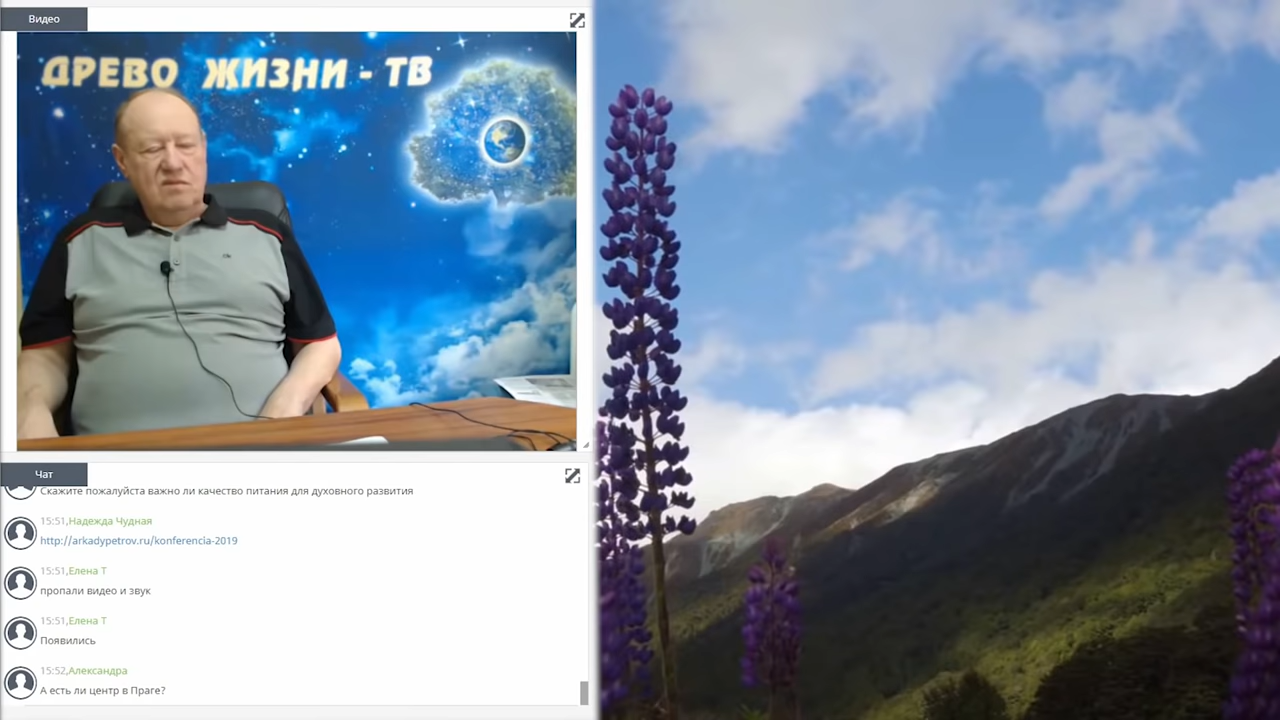 Видео
ДРЕВО ЖИЗНИ - ТВ
Чат
Скажите пожалуйста важно ли качество питания для духовного развития
15:51,Надежда Чудная
http://arkadypetrov.ru/konferencia-2019
15:51,Елена Т
пропали видео и звук
15:51,Елена Т
Появились
15:52,Александра
А есть ли центр в Праге?